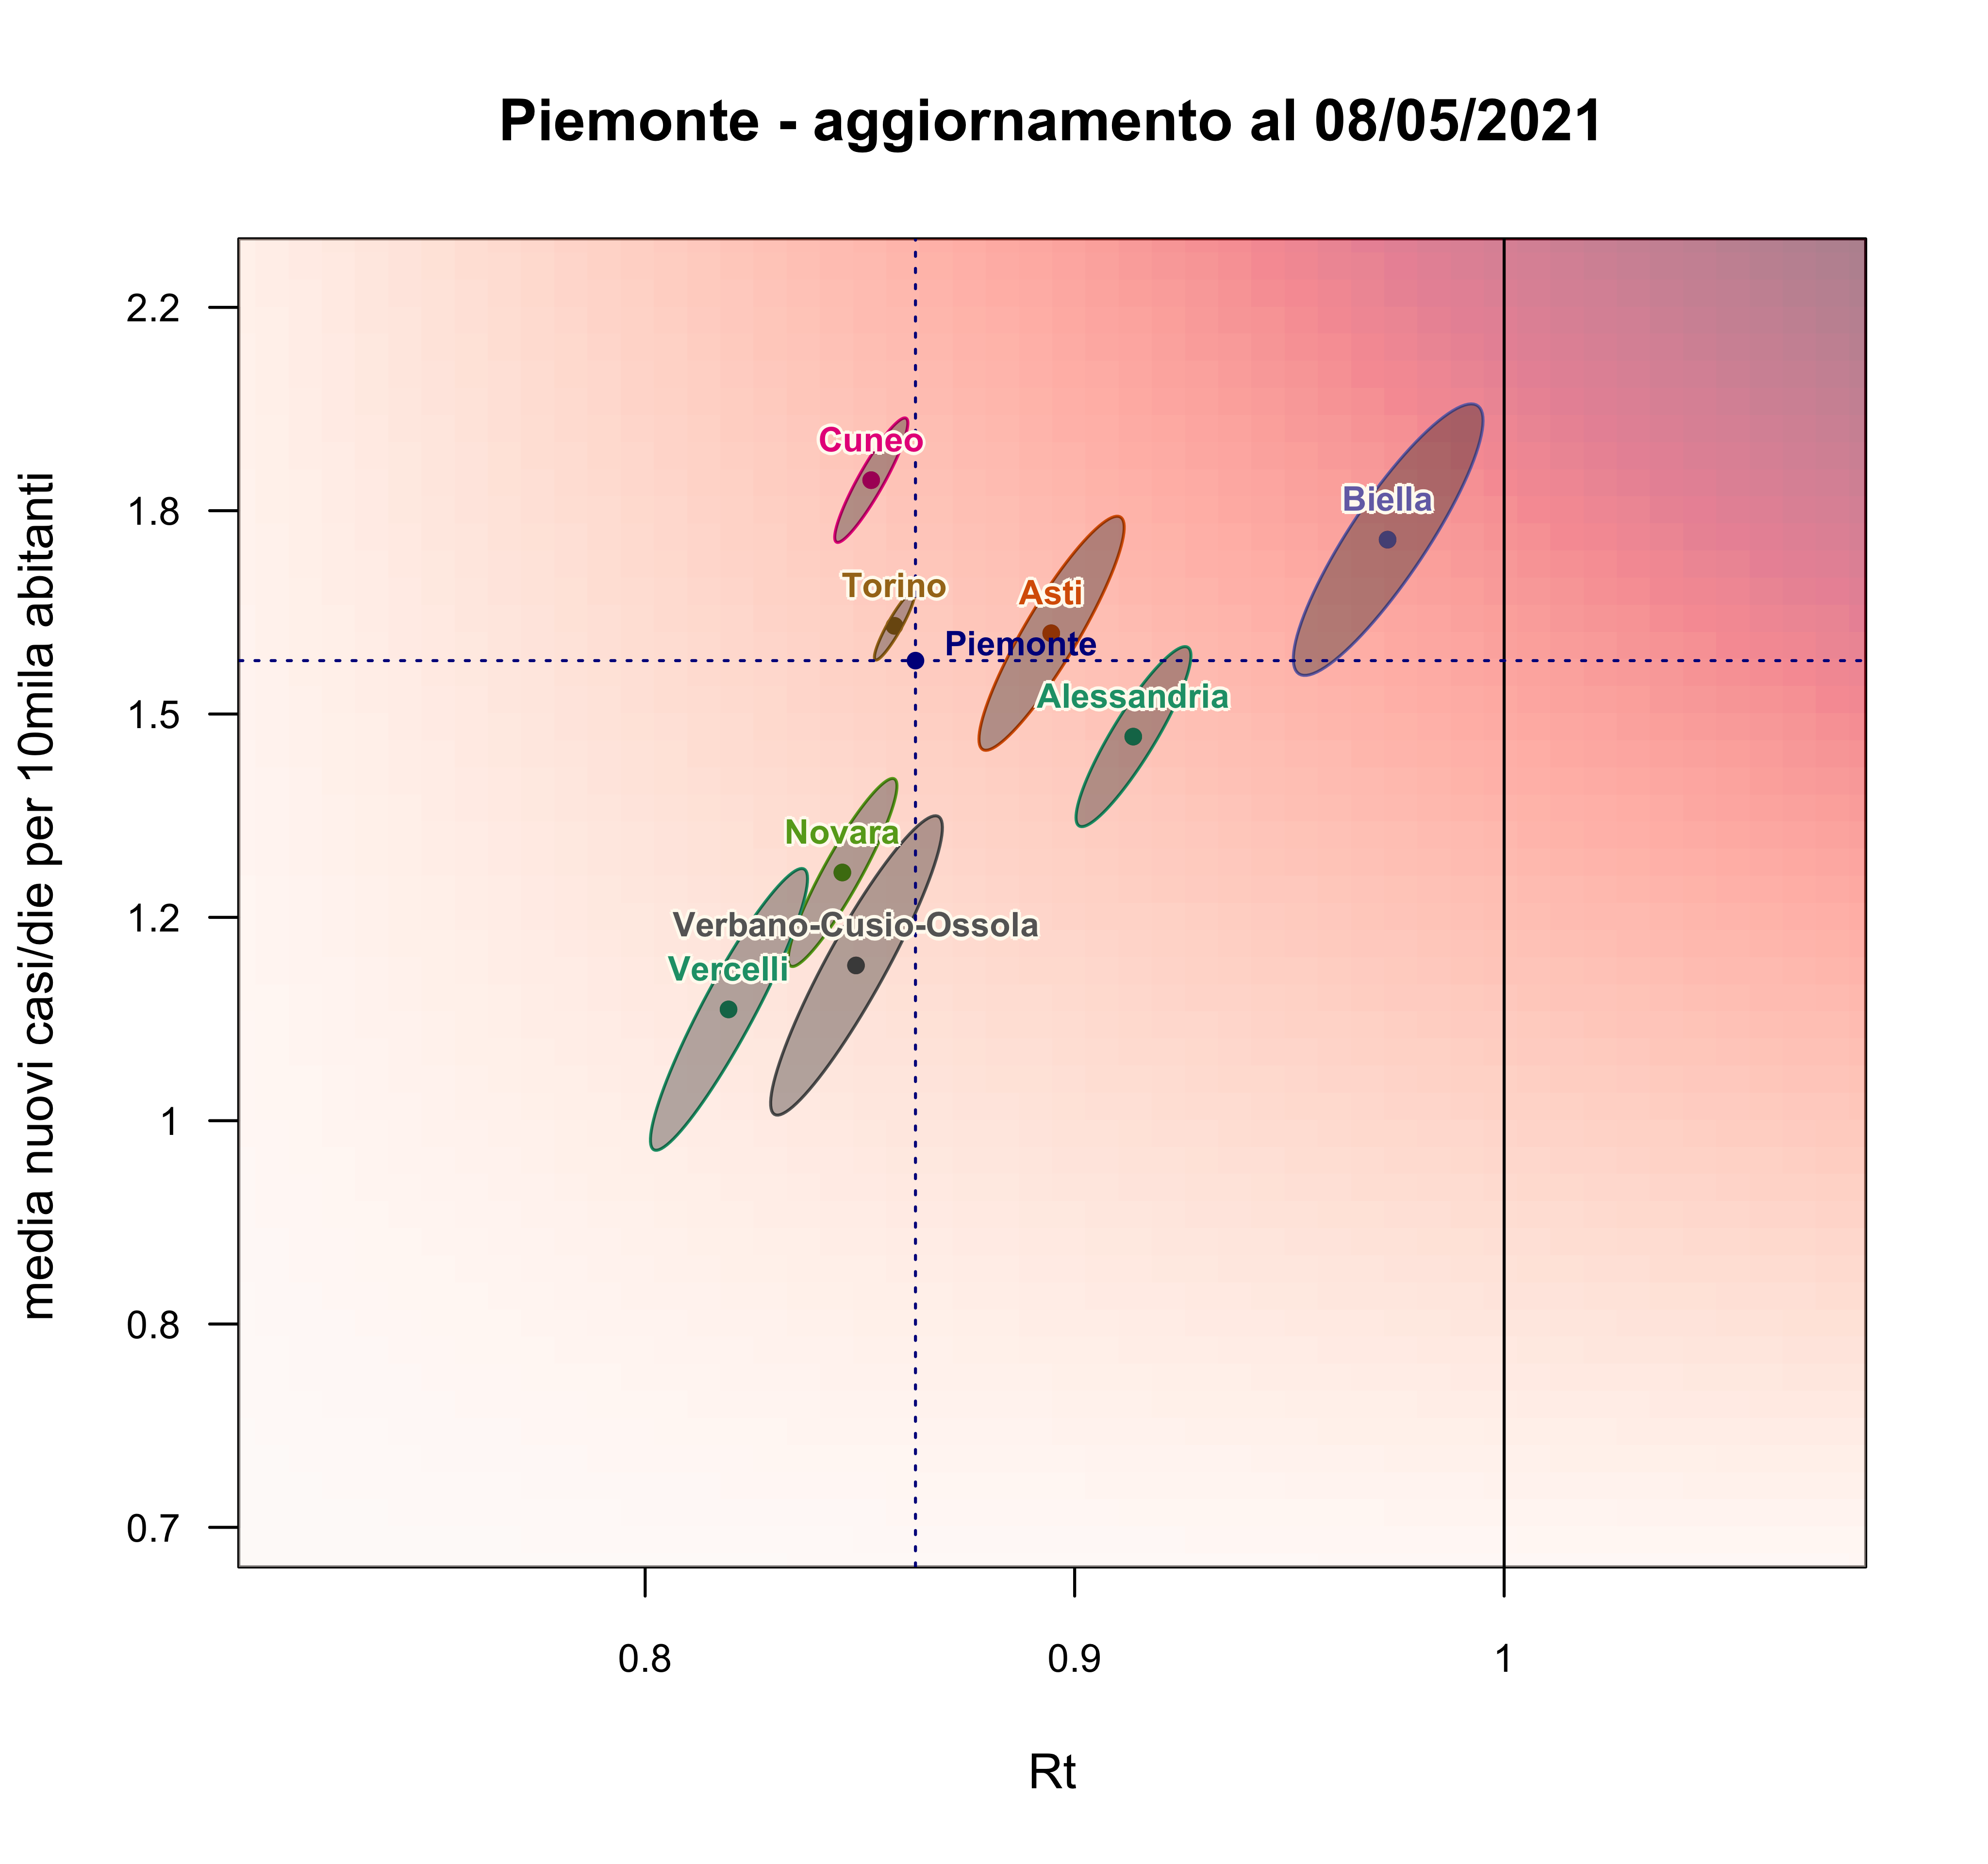 Piemonte - aggiornamento al 08/05/2021
media nuovi casi/die per 10mila abitanti
2.2
1.8
1.5
1.2
1
0.8
0.7
Cuneo
Biella
Torino
Asti
Piemonte
Alessandria
Novara
Verbano-Cusio-Ossola
Vercelli
0.8
0.9
1
Rt